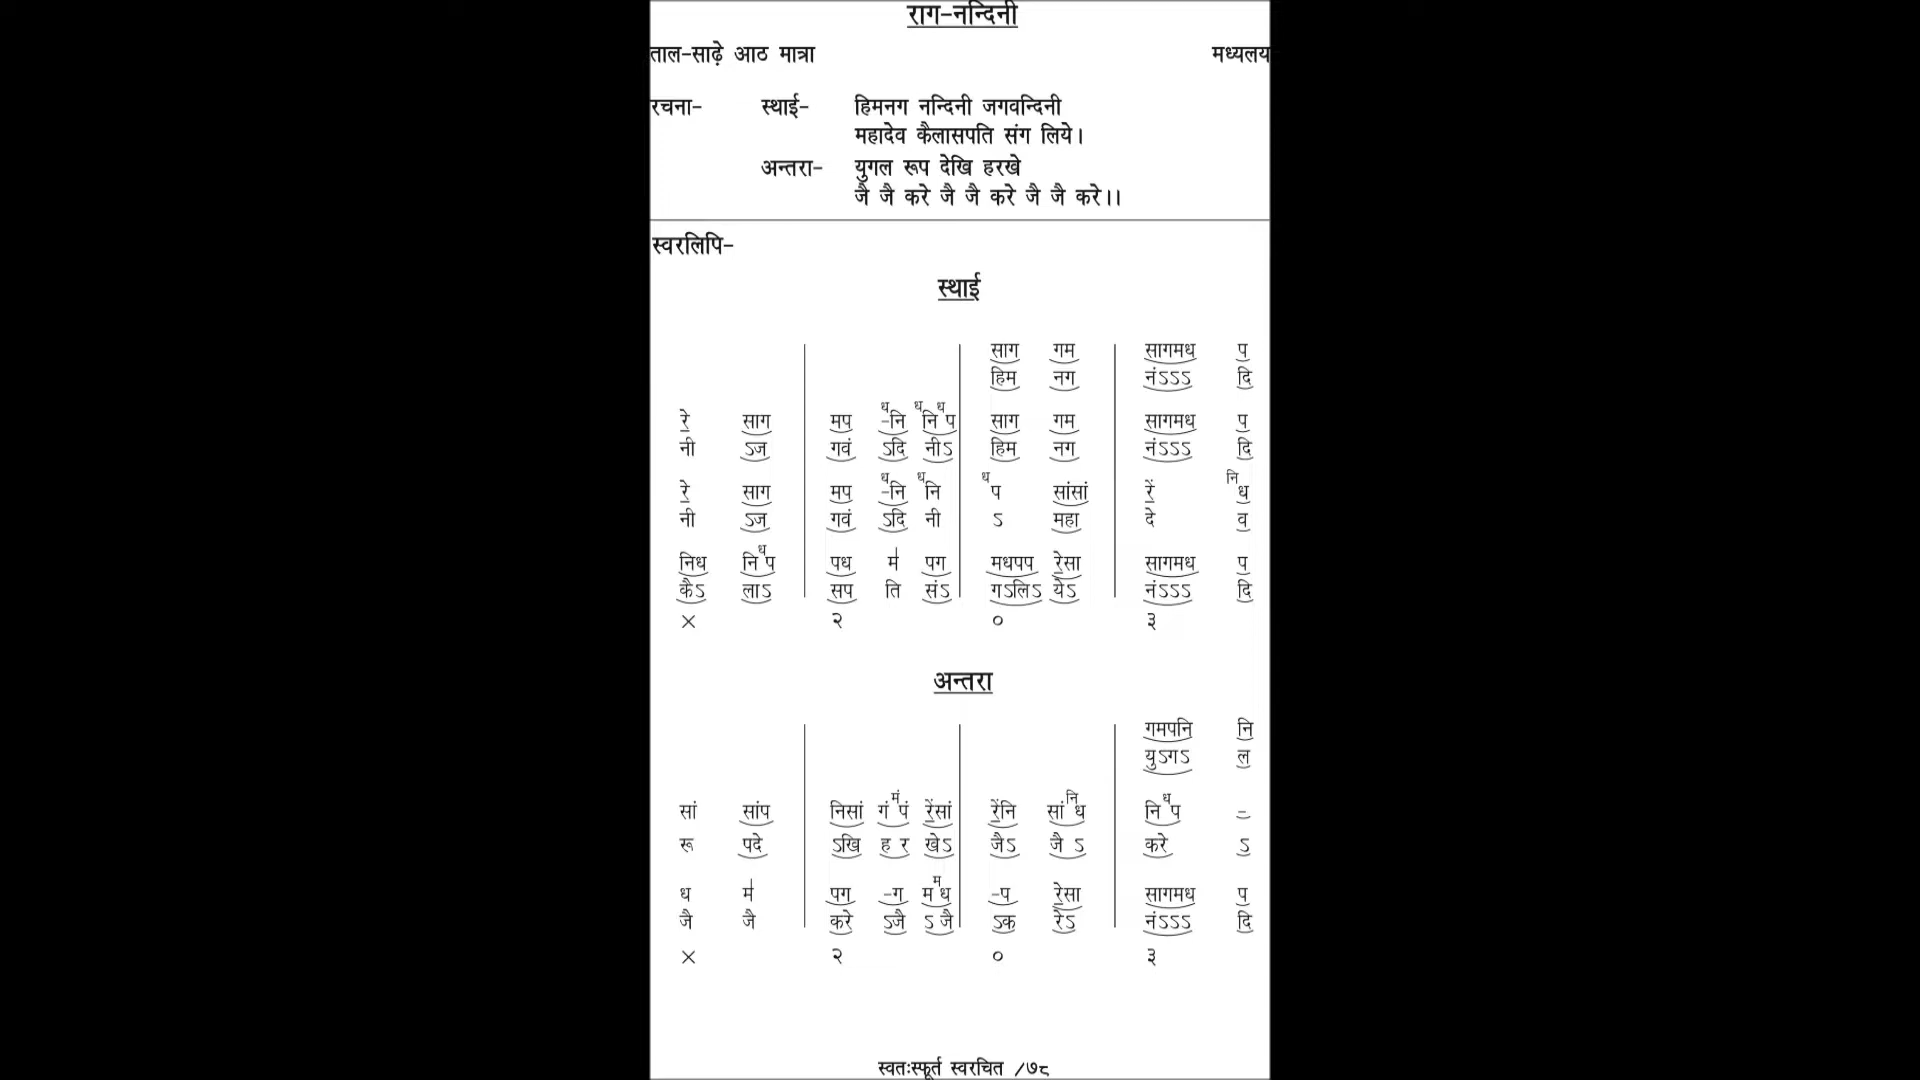 राग-नन्दिनी
ताल-साढ़े आठ मात्रा मध्यलय
रचना- स्थाई- हिमनग नन्दिनी जगवन्दिनी
महादेव कैलासपति संग लिये।
अन्तरा- युगल रूप देखि हरखे
जै जै करे जै जै करे जै जै करे।।
स्वरलिपि-
स्थाई
साग गम सागमध प
हिम नग नंऽऽऽ दि
रे॒ साग मप -ध​नि ध​निध​प साग गम सागमध प
नी ऽज गवं ऽदि नीऽ हिम नग नंऽऽऽ दि
रे॒ साग मप -ध​नि ध​नि ध​प सांसां रें॒ नि​ध
नी ऽज गवं ऽदि नी ऽ महा दे व
निध निध​प पध म॑ पग मधपप रे॒सा सागमध प
कैऽ लाऽ सप ति संऽ गऽलिऽ येऽ नंऽऽऽ दि
× २ ० ३
अन्तरा
गमपनि नि
युऽगऽ ल
सां सांप निसां गंमं​पं रें॒सां रें॒नि सांनि​ध निध​प -
रू पदे ऽखि ह र खेऽ जैऽ जै ऽ करे ऽ
ध म॑ पग -ग मम​ध -प रे॒सा सागमध प
जै जै करे ऽजै ऽ जै ऽक रेऽ नंऽऽऽ दि
× २ ० ३
स्वतःस्फूर्त स्वरचित /७८